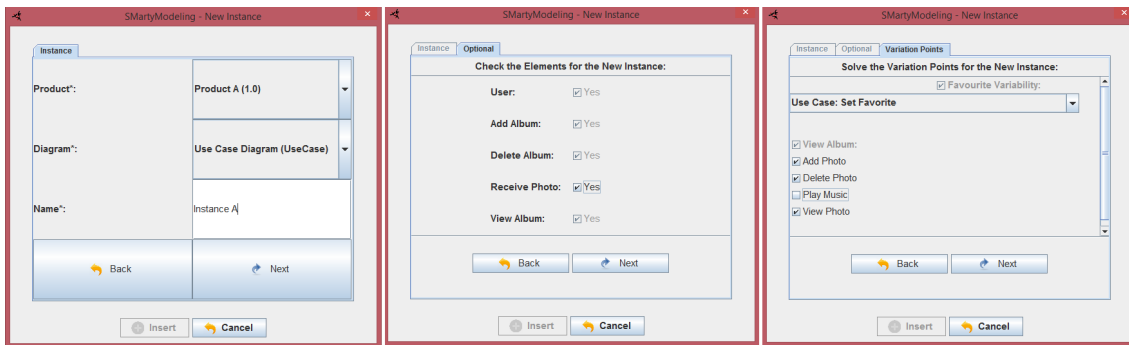 SMartyModeling - New Instance
Instance
Product*: Product A (1.0)
Diagram*: Use Case Diagram (UseCase)
Name*: Instance A
Back Next
Insert Cancel
SMartyModeling - New Instance
Instance Optional
Check the Elements for the New Instance:
User: Yes
Add Album: Yes
Delete Album: Yes
Receive Photo: Yes
View Album: Yes
Back Next
Insert Cancel
SMartyModeling - New Instance
Instance Optional Variation Points
Solve the Variation Points for the New Instance:
Favourite Variability:
Use Case: Set Favorite
View Album:
Add Photo
Delete Photo
Play Music
View Photo
Back Next
Insert Cancel